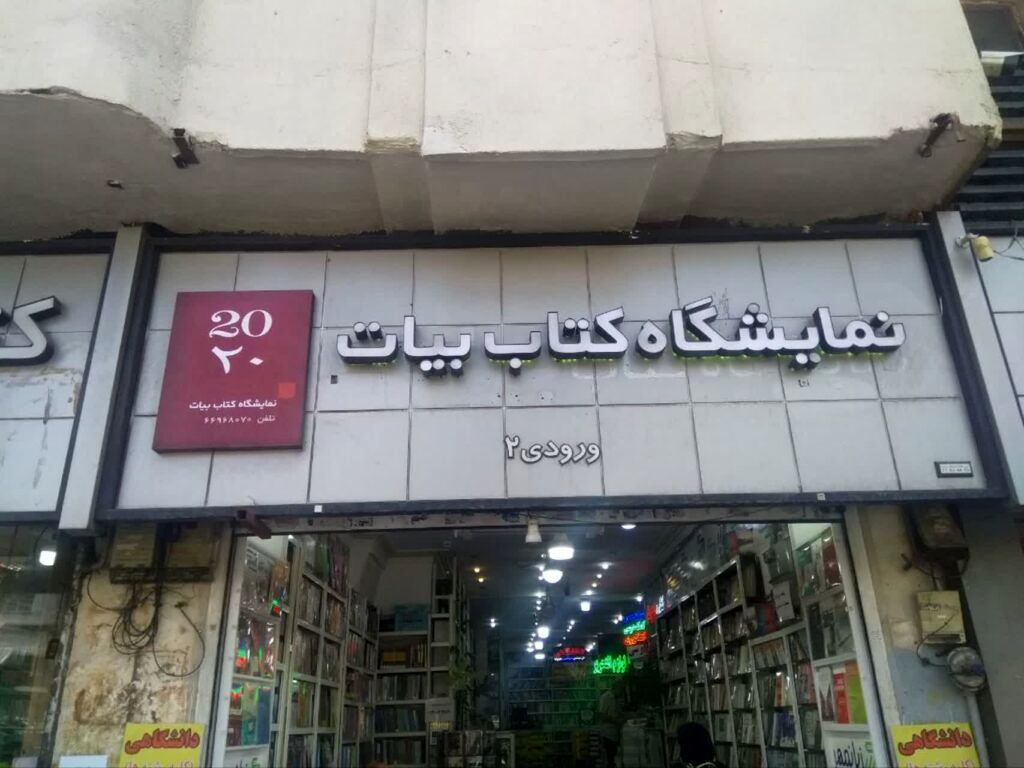 نمایشگاه کتاب بیات
ورودی ۲
20
۲۰
نمایشگاه کتاب بیات
تلفن ۶۶۹۶۸۰۷۰
دانشگاهی
دانشگاهی